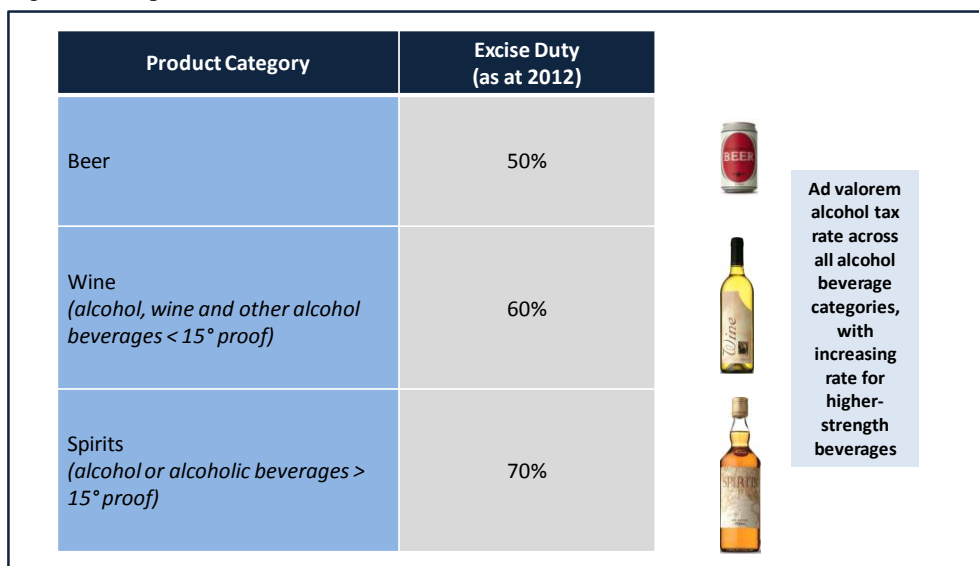 Product Category
Excise Duty
(as at 2012)
Beer
50%
BEER
Wine
(alcohol, wine and other alcohol
beverages < 15° proof)
60%
Wine
Spirits
(alcohol or alcoholic beverages >
15° proof)
70%
SPIRITS
Ad valorem
alcohol tax
rate across
all alcohol
beverage
categories,
with
increasing
rate for
higher-
strength
beverages